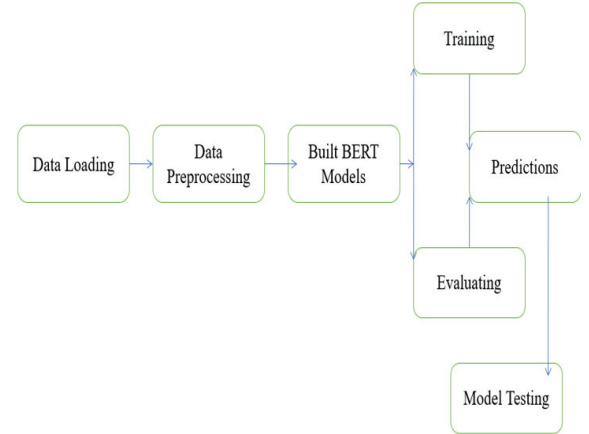 Training
Data Loading
Data
Preprocessing
Built BERT
Models
Predictions
Evaluating
Model Testing